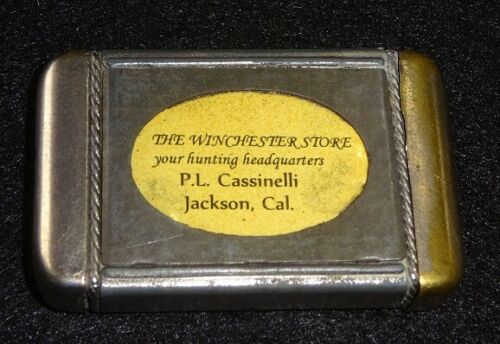 THE WINCHESTER STORE
your hunting headquarters
P.L. Cassinelli
Jackson, Cal.